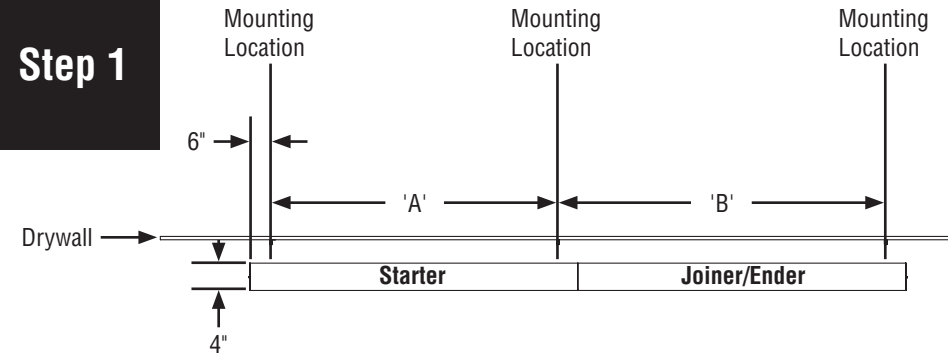 Step 1
Mounting
Location
Mounting
Location
Mounting
Location
6"
'A'
'B'
Drywall
Starter
Joiner/Ender
4"